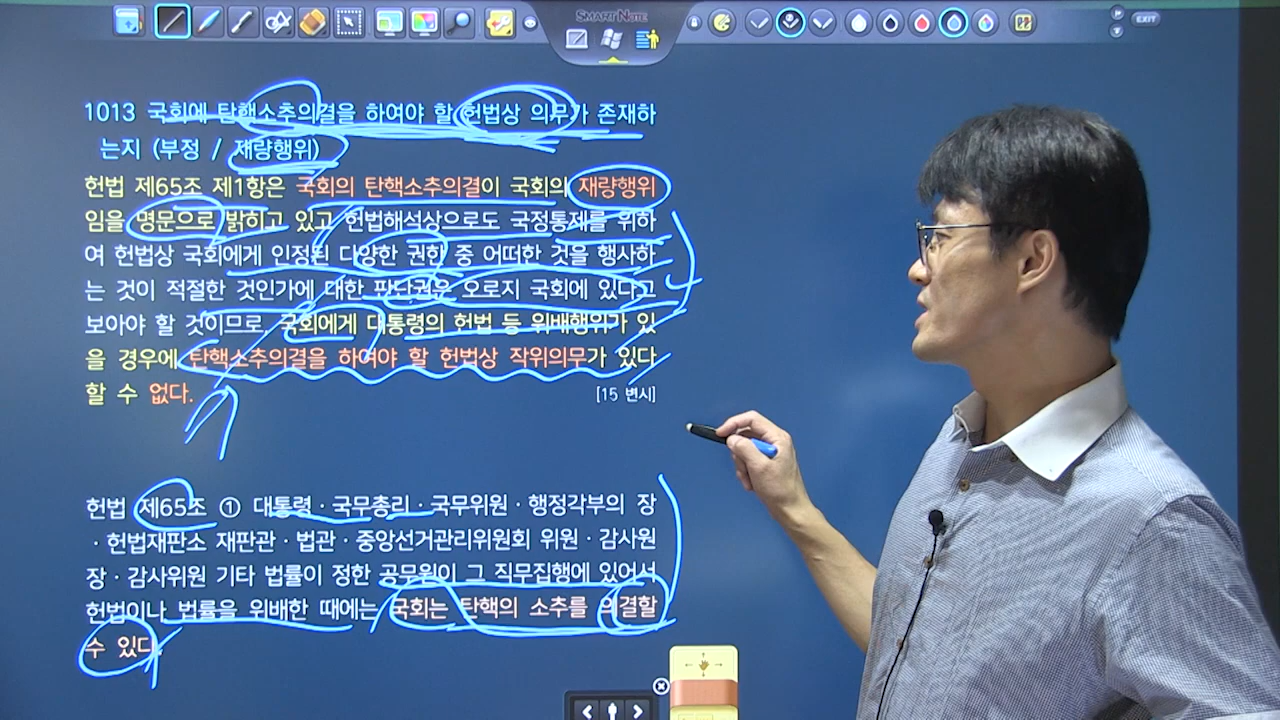 SMARTNOTE
EXIT
1013 국회에 탄핵소추의결을 하여야 할 헌법상 의무가 존재하
는지 (부정 / 재량행위)
헌법 제65조 제1항은 국회의 탄핵소추의결이 국회의 재량행위
임을 명문으로 밝히고 있고 헌법해석상으로도 국정통제를 위하
여 헌법상 국회에게 인정된 다양한 권한 중 어떠한 것을 행사하
는 것이 적절한 것인가에 대한 판단권은 오로지 국회에 있다고
보아야 할 것이므로, 국회에게 대통령의 헌법 등 위배행위가 있
을 경우에 탄핵소추의결을 하여야 할 헌법상 작위의무가 있다
할 수 없다.
[15 변시]
헌법 제65조 ① 대통령·국무총리·국무위원·행정각부의 장
·헌법재판소 재판관·법관·중앙선거관리위원회 위원·감사원
장·감사위원 기타 법률이 정한 공무원이 그 직무집행에 있어서
헌법이나 법률을 위배한 때에는 국회는 탄핵의 소추를 의결할
수 있다.